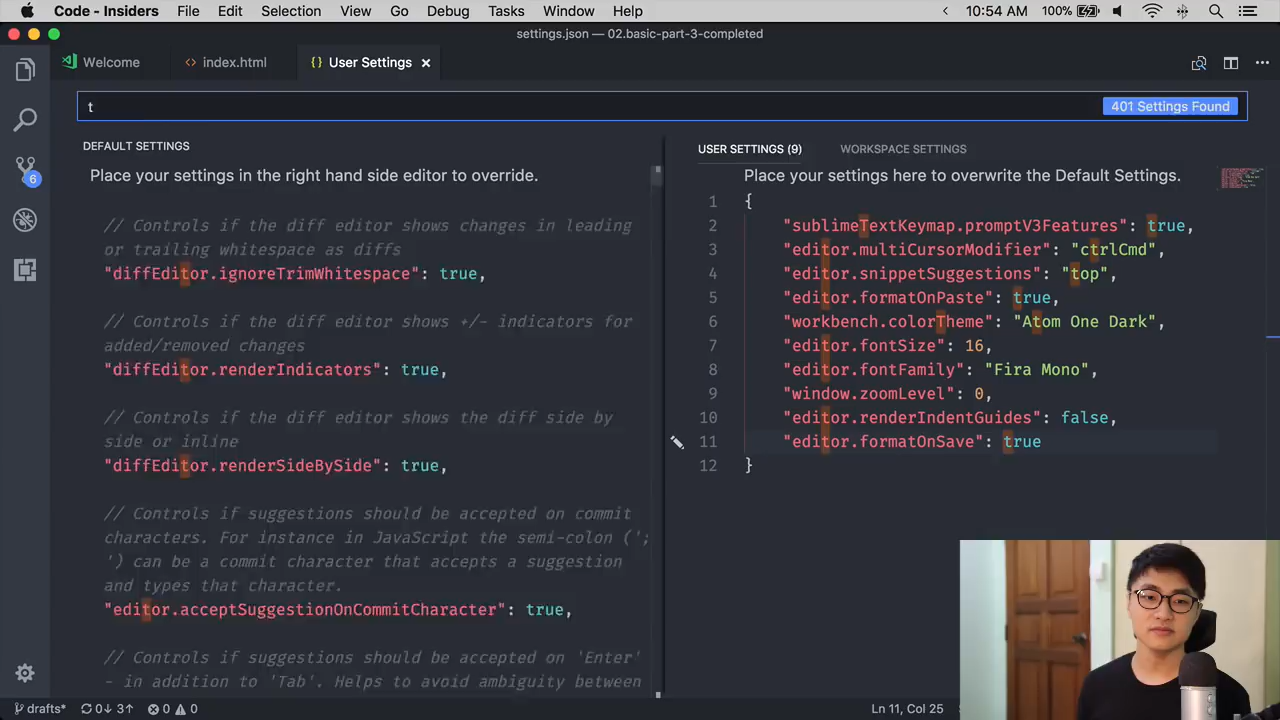 Code - Insiders File Edit Selection View Go Debug Tasks Window Help 10:54 AM 100%
settings.json — 02.basic-part-3-completed
Welcome index.html User Settings
t 401 Settings Found
DEFAULT SETTINGS
Place your settings in the right hand side editor to override.
// Controls if the diff editor shows changes in leading
or trailing whitespace as diffs
"diffEditor.ignoreTrimWhitespace": true,
// Controls if the diff editor shows +/- indicators for
added/removed changes
"diffEditor.renderIndicators": true,
// Controls if the diff editor shows the diff side by
side or inline
"diffEditor.renderSideBySide": true,
// Controls if suggestions should be accepted on commit
characters. For instance in JavaScript the semi-colon (';
') can be a commit character that accepts a suggestion
and types that character.
"editor.acceptSuggestionOnCommitCharacter": true,
// Controls if suggestions should be accepted on 'Enter'
- in addition to 'Tab'. Helps to avoid ambiguity between
USER SETTINGS (9) WORKSPACE SETTINGS
Place your settings here to overwrite the Default Settings.
1 {
2 "sublimeTextKeymap.promptV3Features": true,
3 "editor.multiCursorModifier": "ctrlCmd",
4 "editor.snippetSuggestions": "top",
5 "editor.formatOnPaste": true,
6 "workbench.colorTheme": "Atom One Dark",
7 "editor.fontSize": 16,
8 "editor.fontFamily": "Fira Mono",
9 "window.zoomLevel": 0,
10 "editor.renderIndentGuides": false,
11 "editor.formatOnSave": true
12 }
6
drafts* 0↓ 3↑ 0 0 Ln 11, Col 25